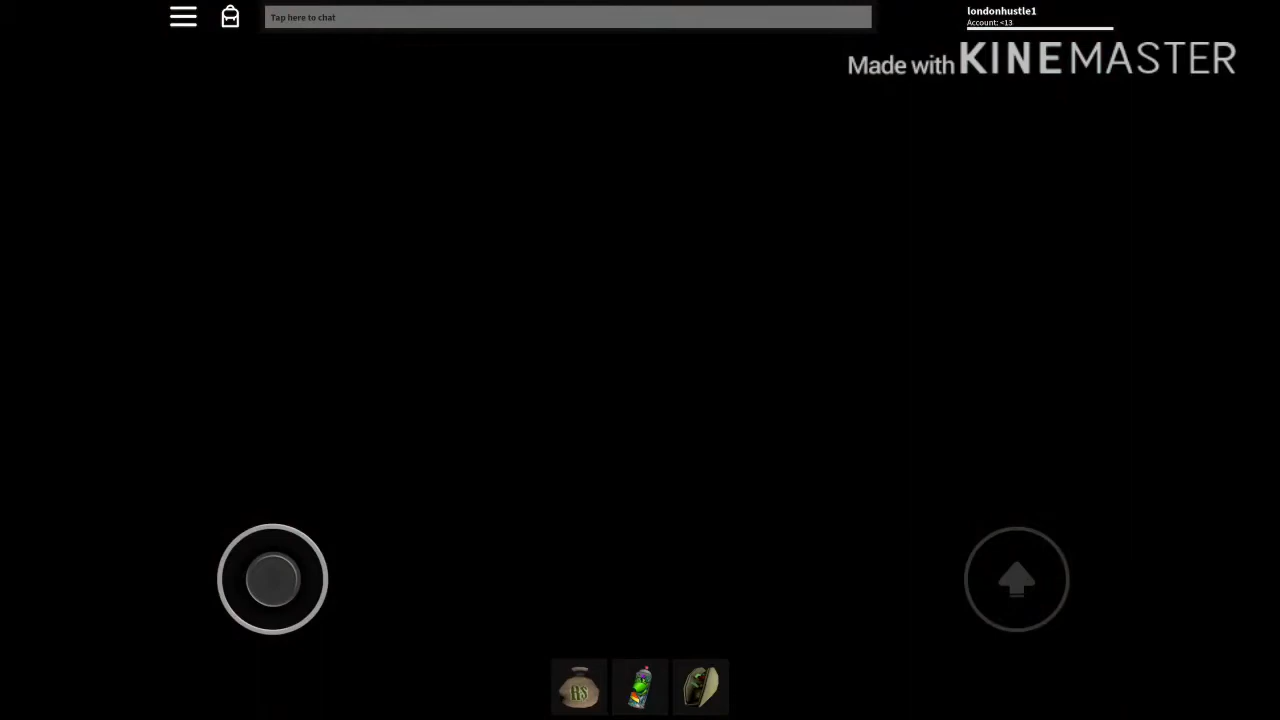 Tap here to chat
londonhustle1
Account: <13
Made with KINEMASTER
R$